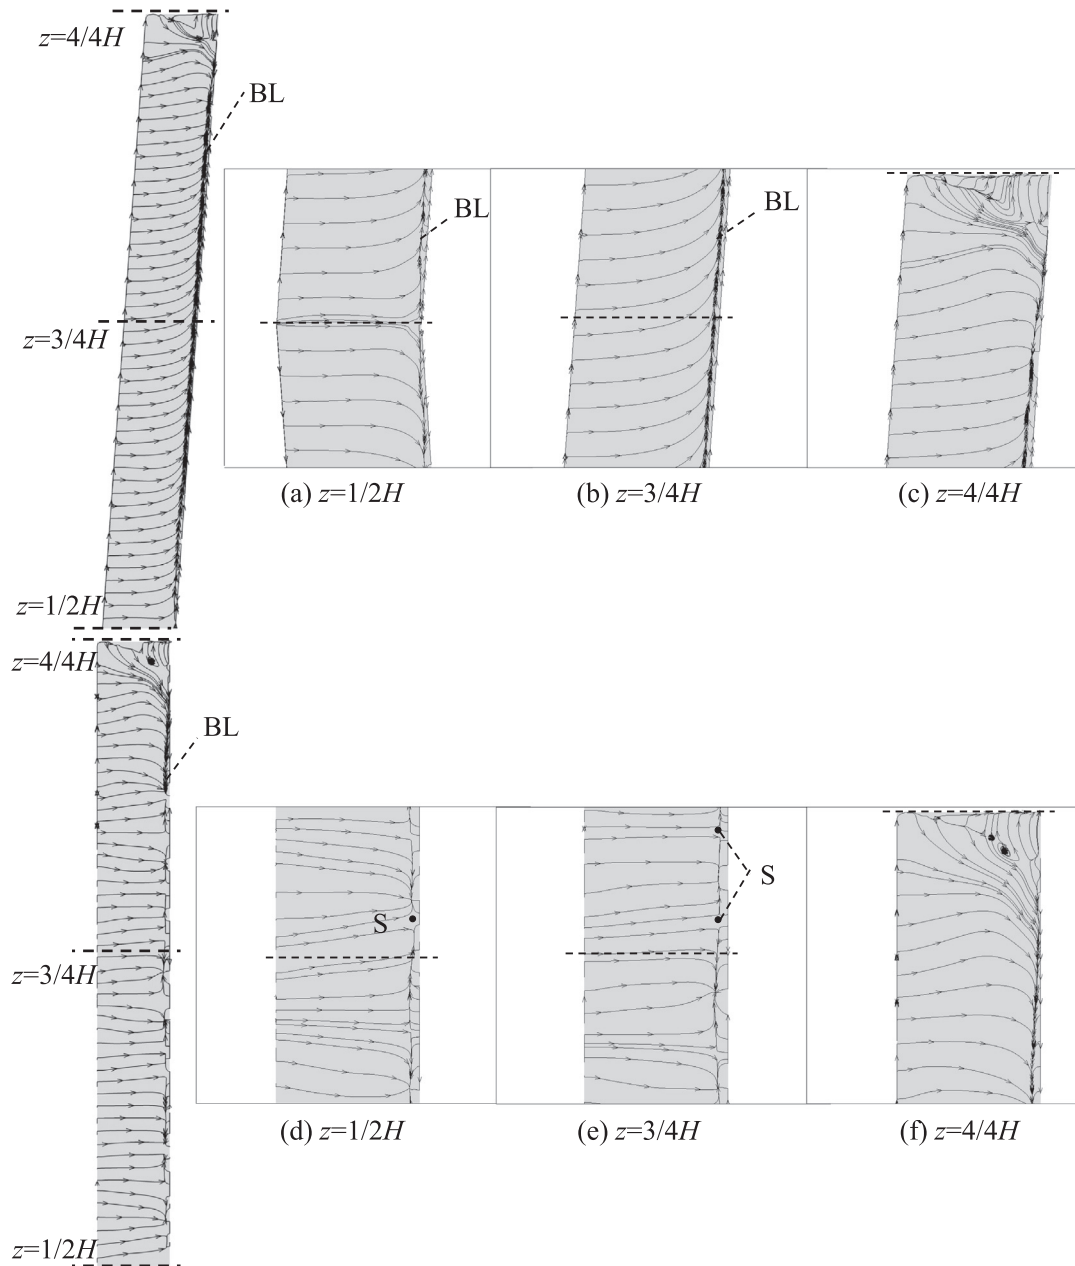 z=4/4H
BL
z=3/4H
z=1/2H
BL
BL
(a) z=1/2H
(b) z=3/4H
(c) z=4/4H
z=4/4H
BL
z=3/4H
z=1/2H
S
S
(d) z=1/2H
(e) z=3/4H
(f) z=4/4H